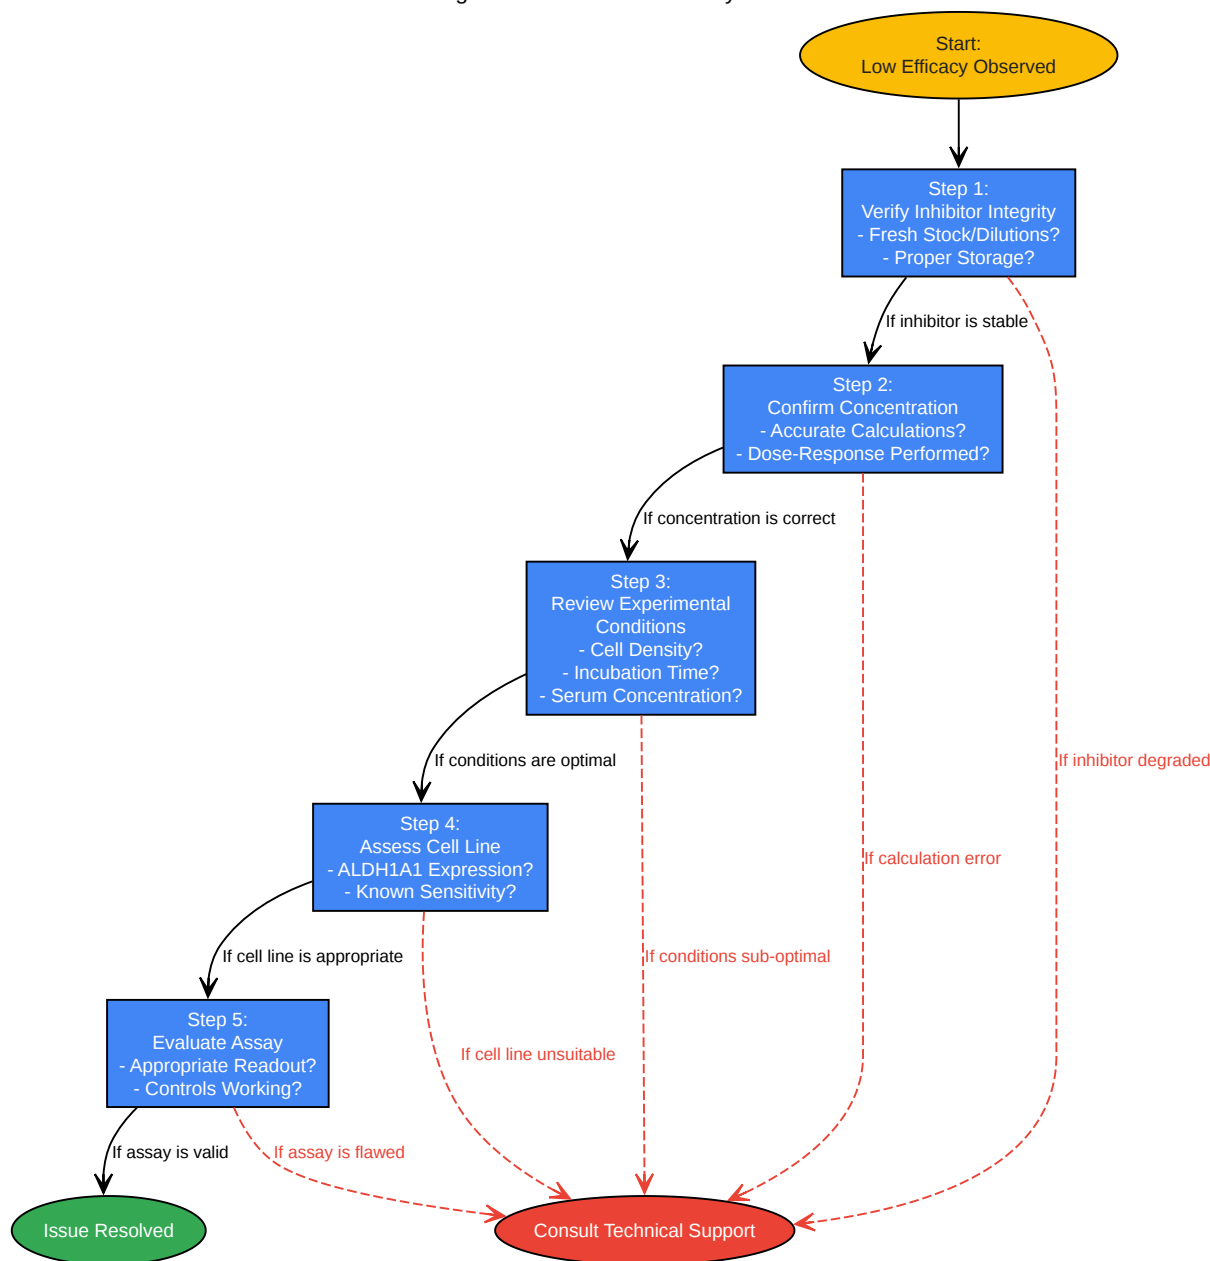 Start:
Low Efficacy Observed
Step 1:
Verify Inhibitor Integrity
- Fresh Stock/Dilutions?
- Proper Storage?
If inhibitor is stable
Step 2:
Confirm Concentration
- Accurate Calculations?
- Dose-Response Performed?
If concentration is correct
Step 3:
Review Experimental
Conditions
- Cell Density?
- Incubation Time?
- Serum Concentration?
If conditions are optimal
If inhibitor degraded
Step 4:
Assess Cell Line
- ALDH1A1 Expression?
- Known Sensitivity?
If calculation error
If cell line is appropriate
If conditions sub-optimal
Step 5:
Evaluate Assay
- Appropriate Readout?
- Controls Working?
If cell line unsuitable
If assay is valid
If assay is flawed
Issue Resolved
Consult Technical Support